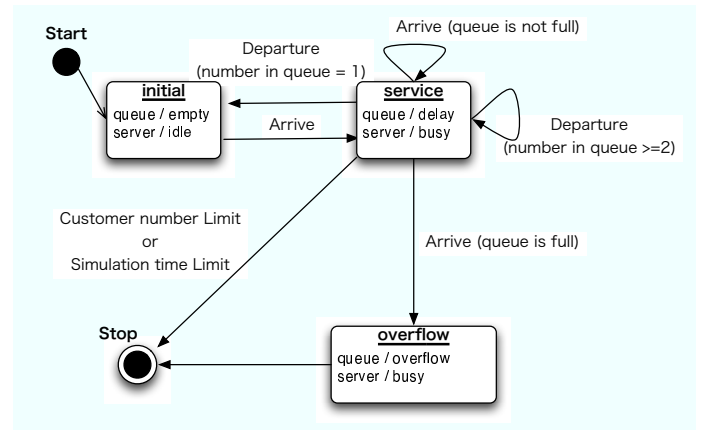 Start
Arrive (queue is not full)
Departure
(number in queue = 1)
initial
queue / empty
server / idle
service
queue / delay
server / busy
Arrive
Departure
(number in queue >=2)
Customer number Limit
or
Simulation time Limit
Arrive (queue is full)
Stop
overflow
queue / overflow
server / busy